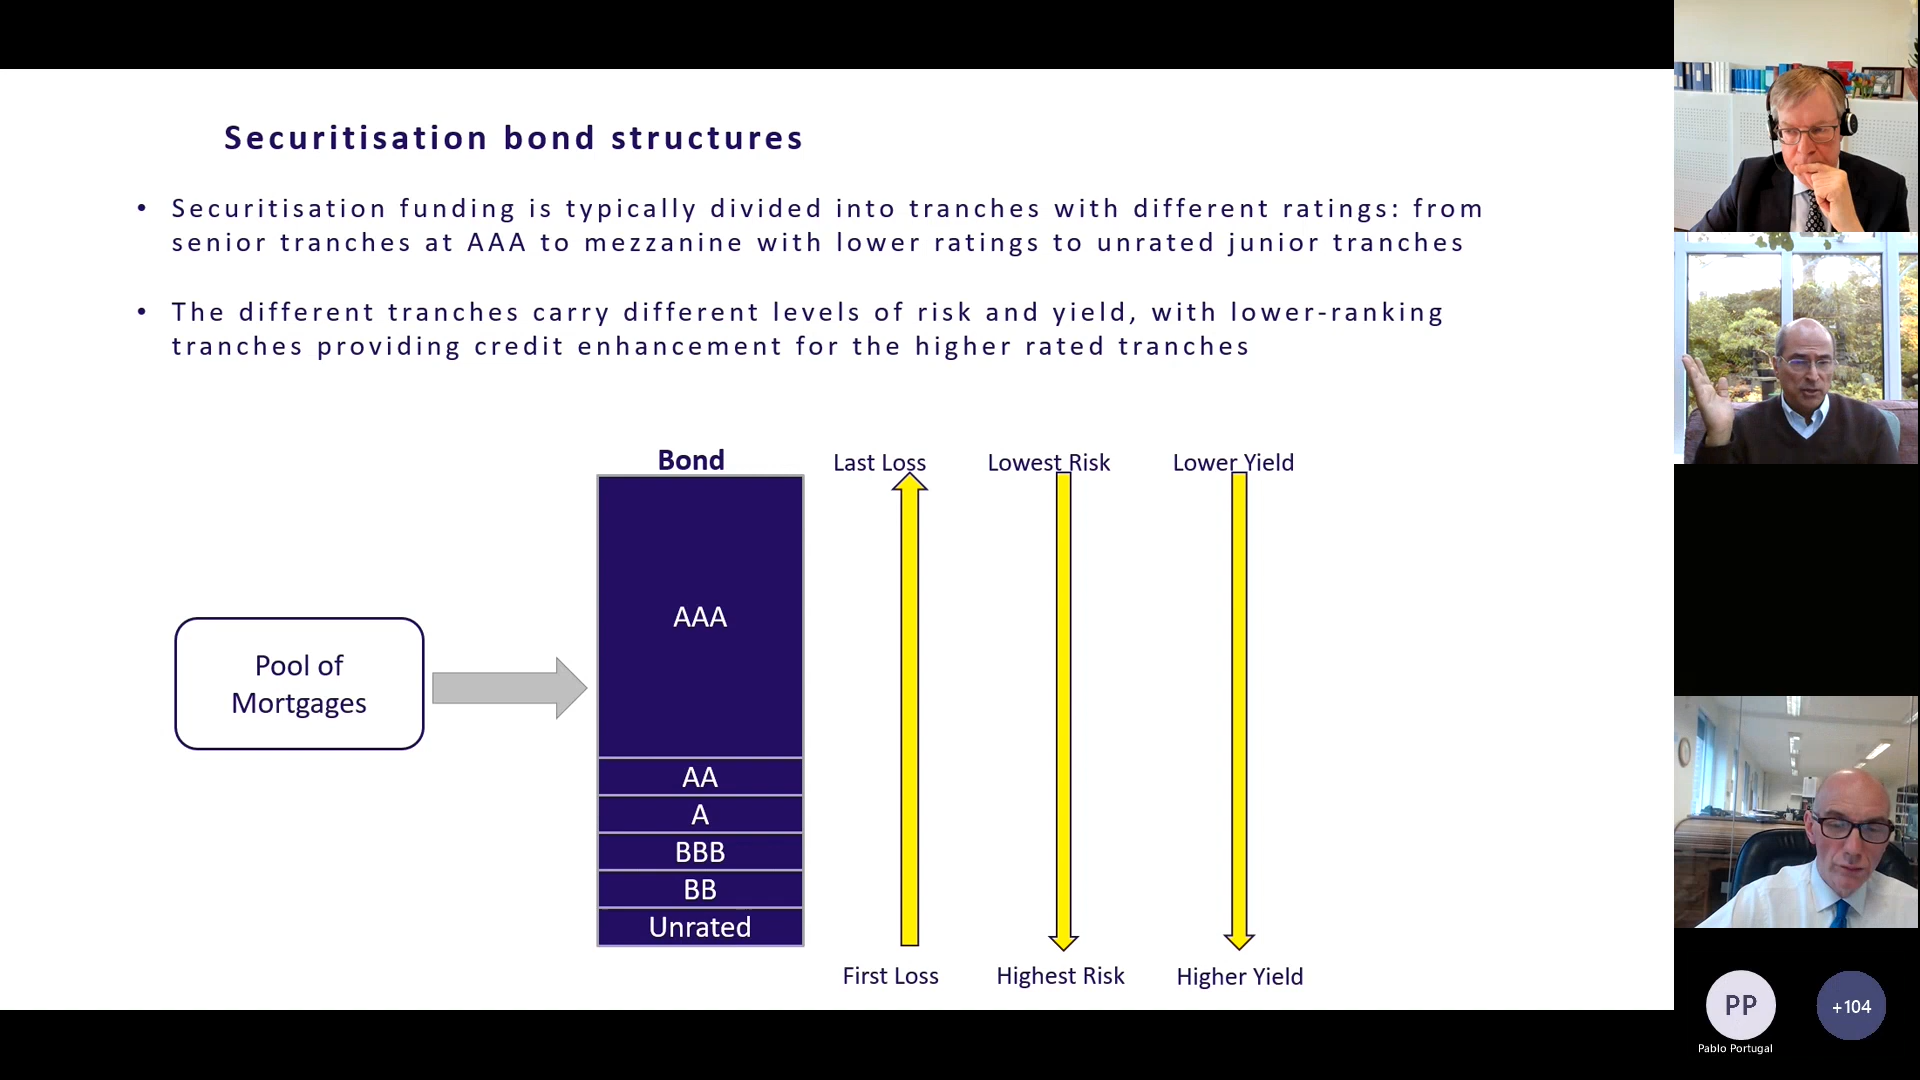 Securitisation bond structures
• Securitisation funding is typically divided into tranches with different ratings: from
senior tranches at AAA to mezzanine with lower ratings to unrated junior tranches
• The different tranches carry different levels of risk and yield, with lower-ranking
tranches providing credit enhancement for the higher rated tranches
Bond
Last Loss
Lowest Risk
Lower Yield
Pool of
Mortgages
AAA
AA
A
BBB
BB
Unrated
First Loss
Highest Risk
Higher Yield
PP
+104
Pablo Portugal